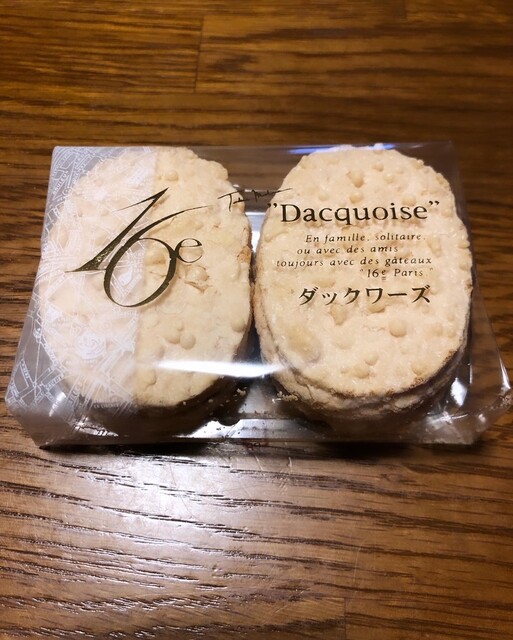 16e
"Dacquoise"
En famille, solitaire,
ou avec des amis
toujours avec des gâteaux
"16e Paris"
ダックワーズ